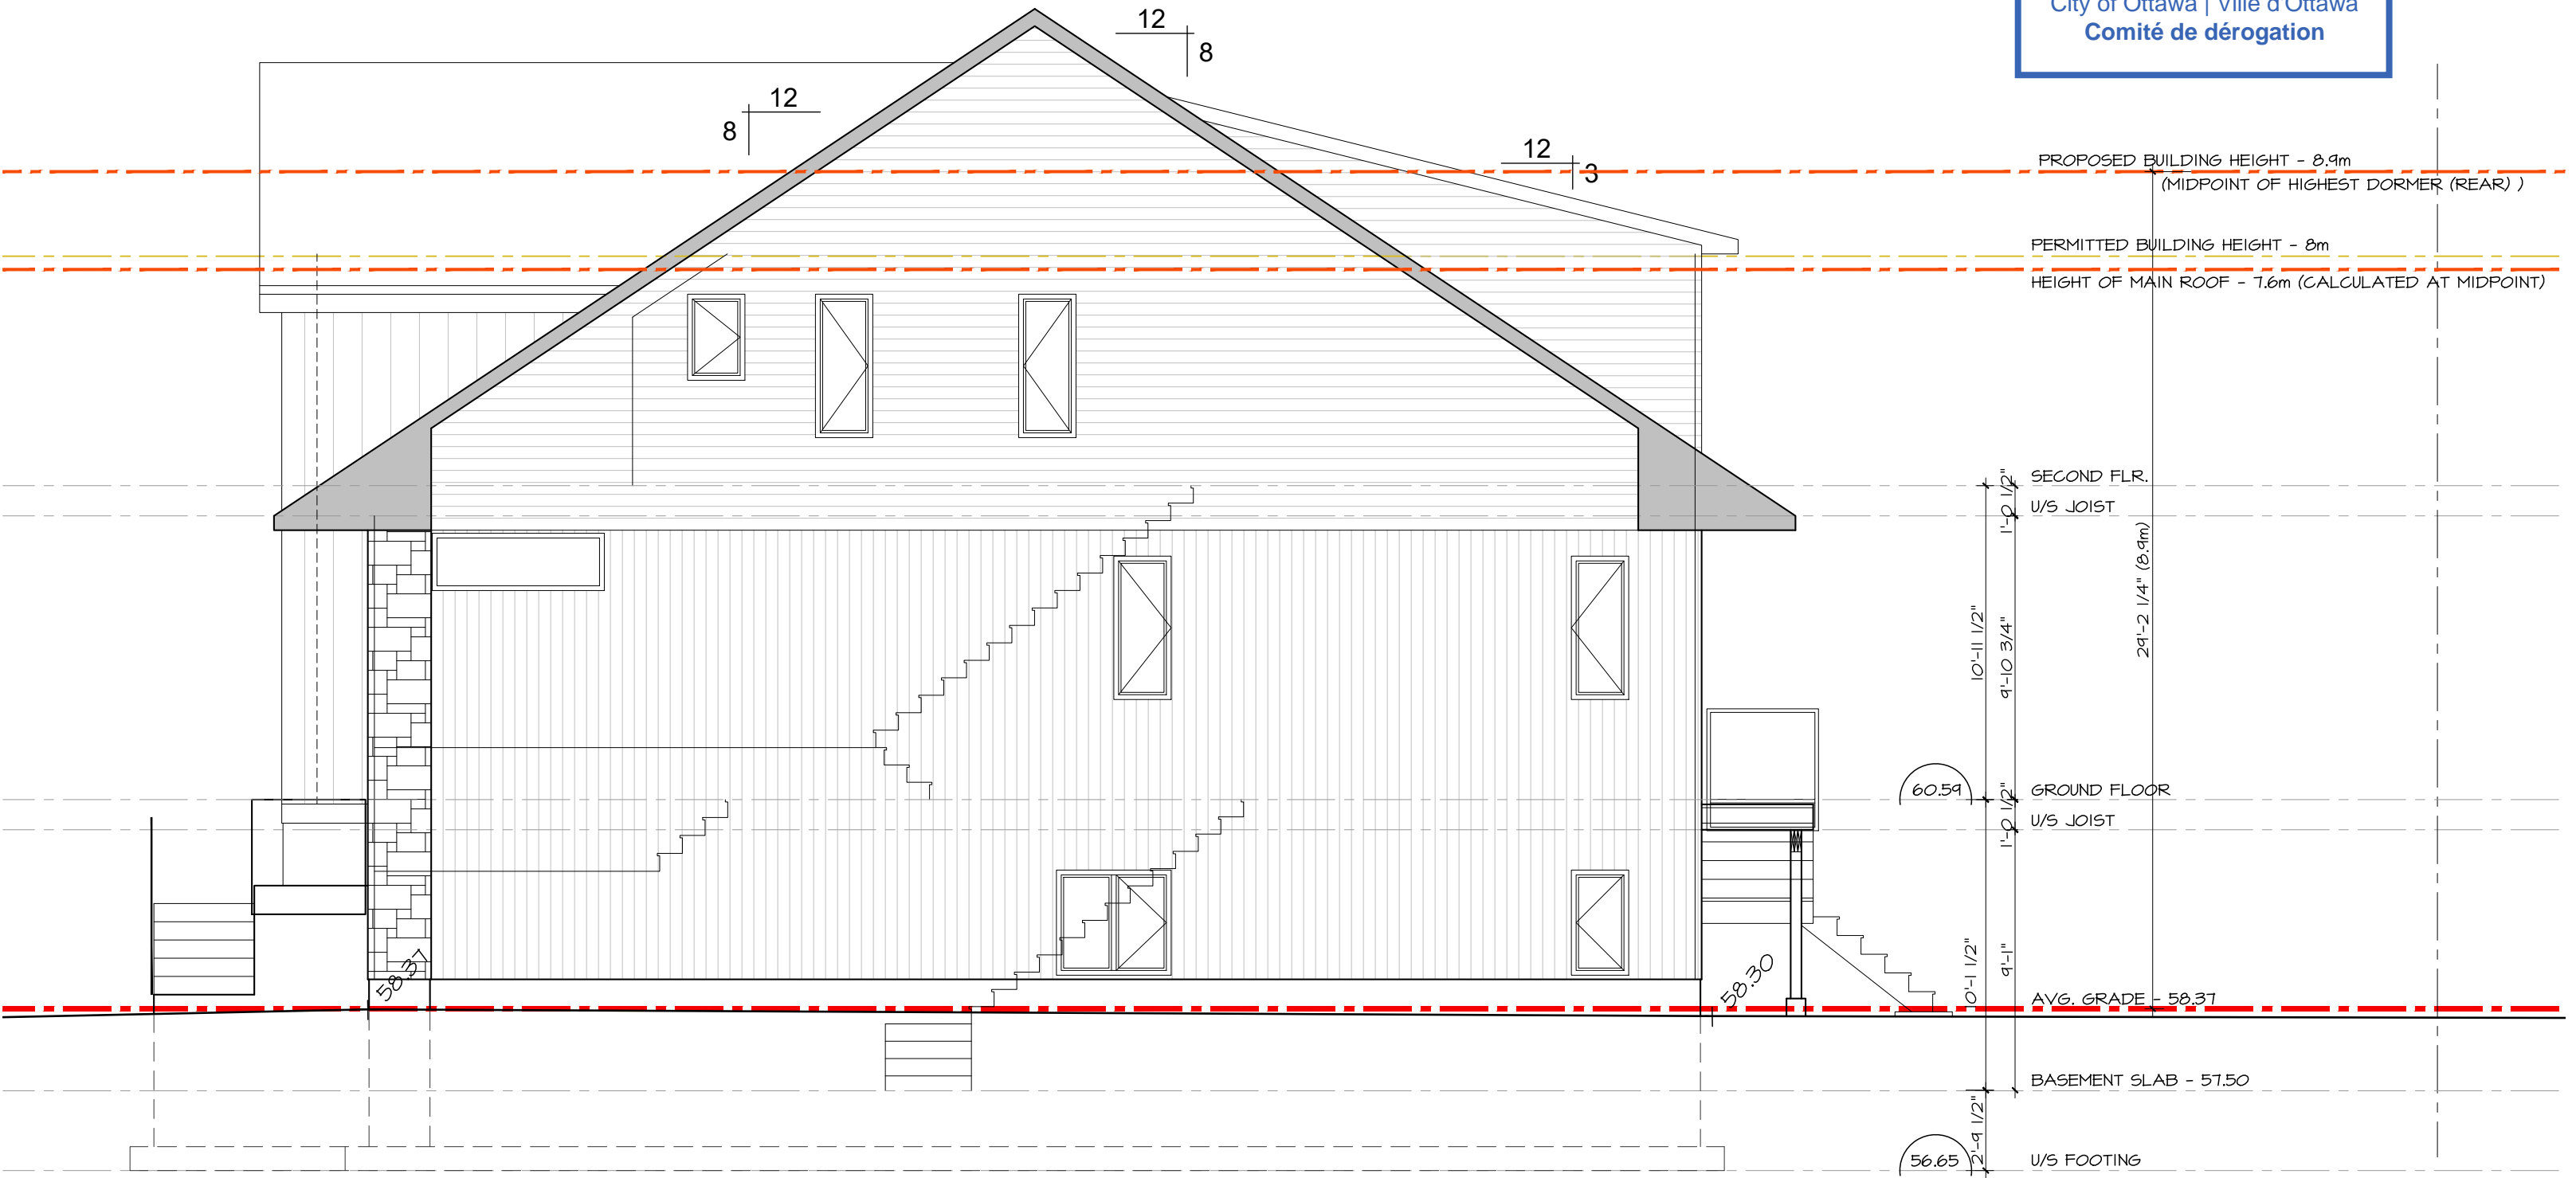 City of Ottawa | Ville d'Ottawa
Comité de dérogation
12
8
12
8
12
3
PROPOSED BUILDING HEIGHT - 8.9m
(MIDPOINT OF HIGHEST DORMER (REAR) )
PERMITTED BUILDING HEIGHT - 8m
HEIGHT OF MAIN ROOF - 7.6m (CALCULATED AT MIDPOINT)
SECOND FLR.
U/S JOIST
1'-0 1/2"
29'-2 1/4" (8.9m)
10'-11 1/2"
9'-10 3/4"
60.59
GROUND FLOOR
U/S JOIST
1'-0 1/2"
58.37
58.30
10'-1 1/2"
9'-1"
AVG. GRADE - 58.37
BASEMENT SLAB - 57.50
2'-9 1/2"
56.65
U/S FOOTING